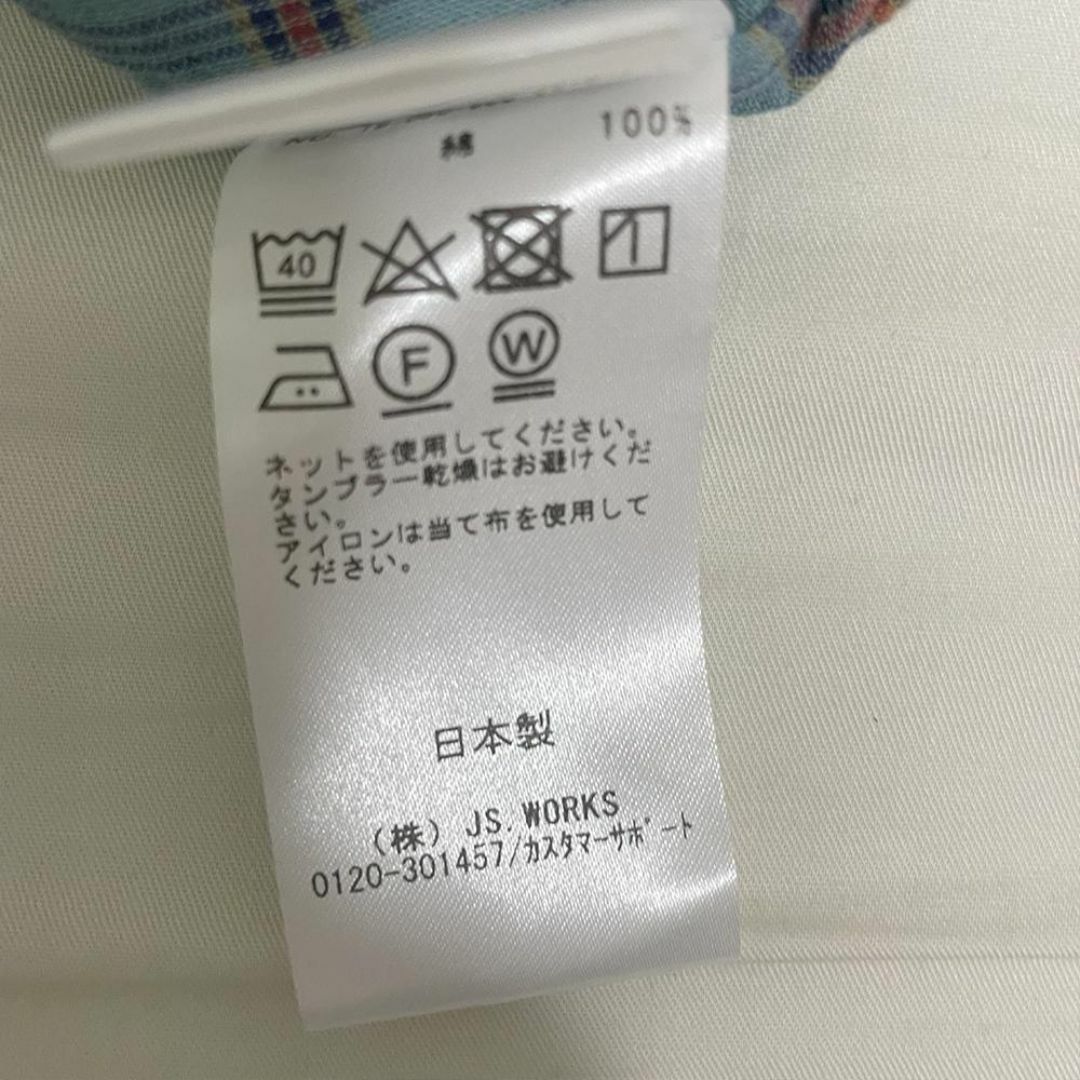 綿 100%
40
F W
ネットを使用してください。
タンブラー乾燥はお避けくだ
さい。
アイロンは当て布を使用して
ください。
日本製
(株) JS.WORKS
0120-301457/カスタマーサポート